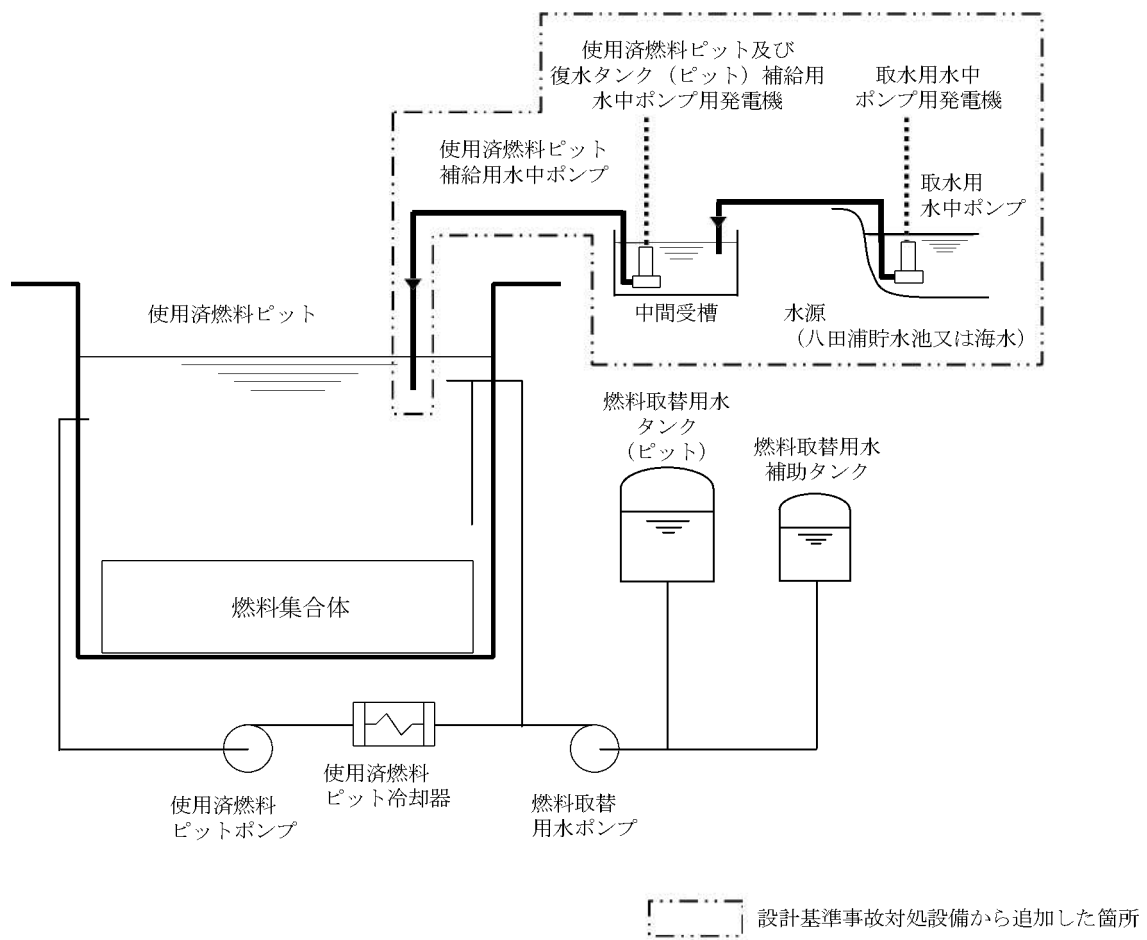 使用済燃料ピット及び
復水タンク（ピット）補給用
水中ポンプ用発電機
取水用水中
ポンプ用発電機
使用済燃料ピット
補給用水中ポンプ
取水用
水中ポンプ
使用済燃料ピット
中間受槽
水源
（八田浦貯水池又は海水）
燃料取替用水
タンク
（ピット）
燃料取替用水
補助タンク
燃料集合体
使用済燃料
ピット冷却器
使用済燃料
ピットポンプ
燃料取替
用水ポンプ
設計基準事故対処設備から追加した箇所